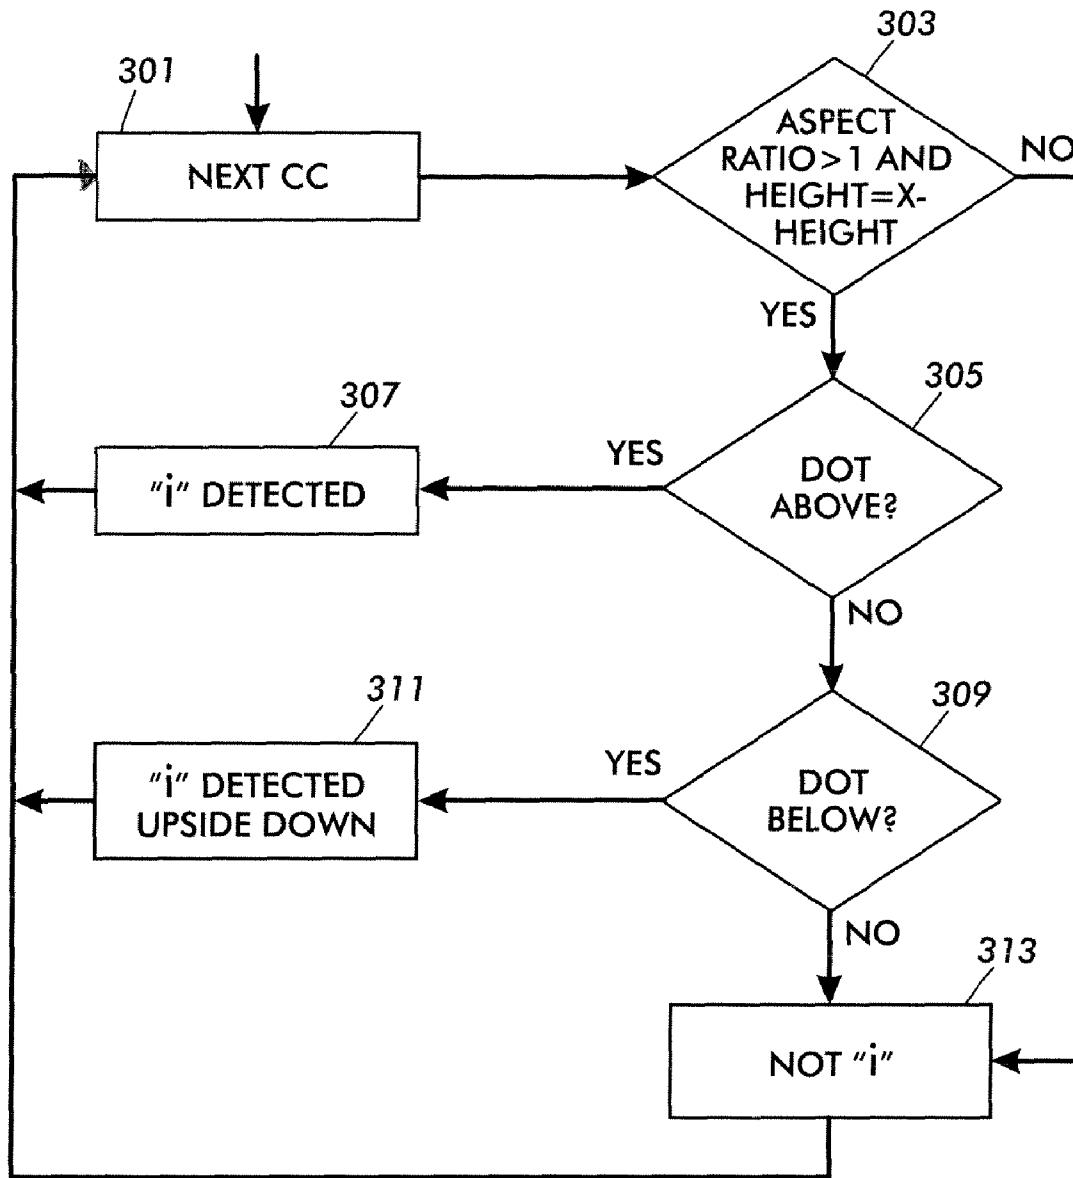 303
301
ASPECT
RATIO>1 AND
HEIGHT=X-
HEIGHT
NO
NEXT CC
YES
305
307
YES
DOT
ABOVE?
"i" DETECTED
NO
309
311
YES
DOT
BELOW?
"i" DETECTED
UPSIDE DOWN
NO
313
NOT "i"